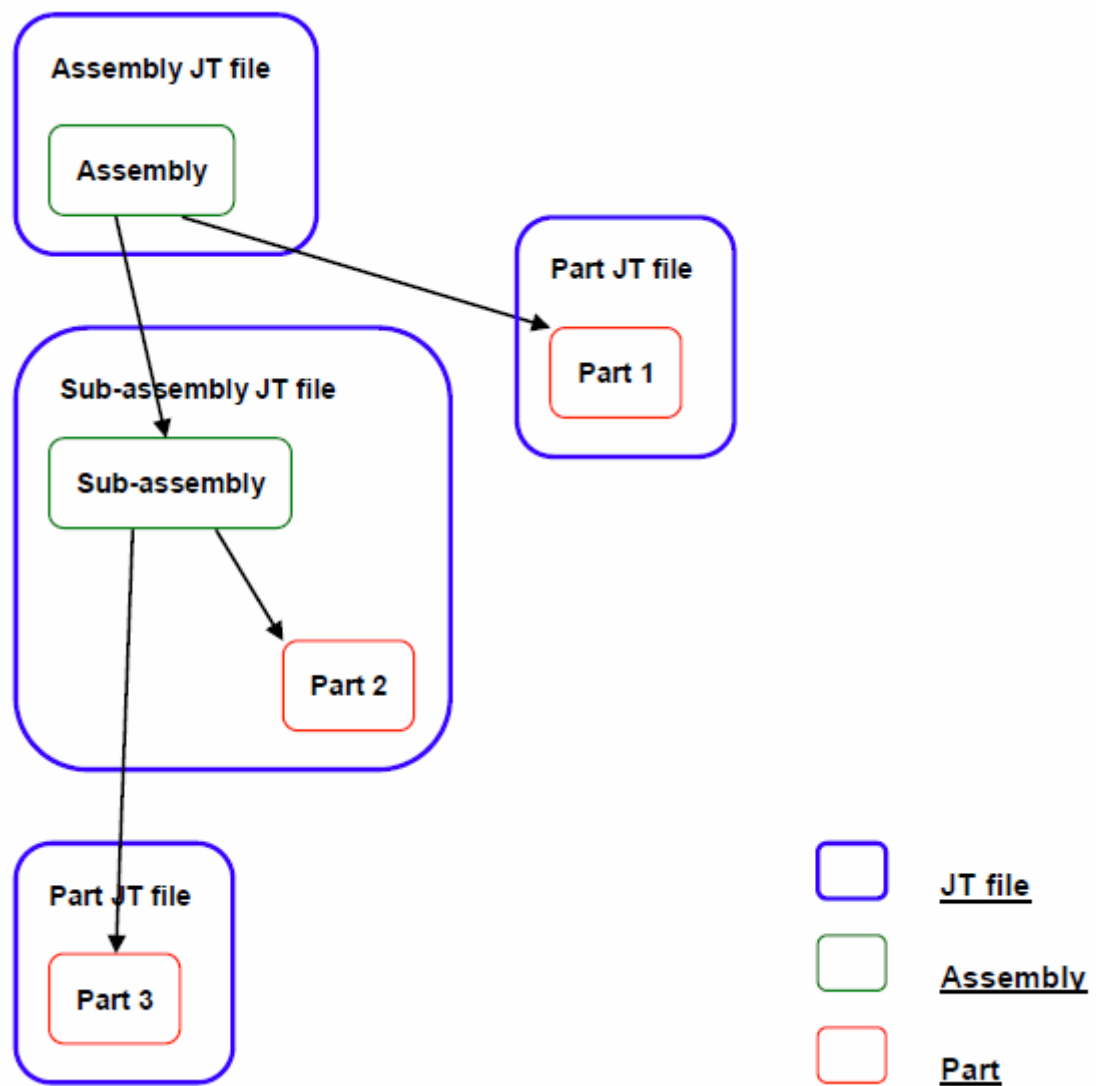 Assembly JT file
Assembly
Part JT file
Part 1
Sub-assembly JT file
Sub-assembly
Part 2
Part JT file
Part 3
JT file
Assembly
Part